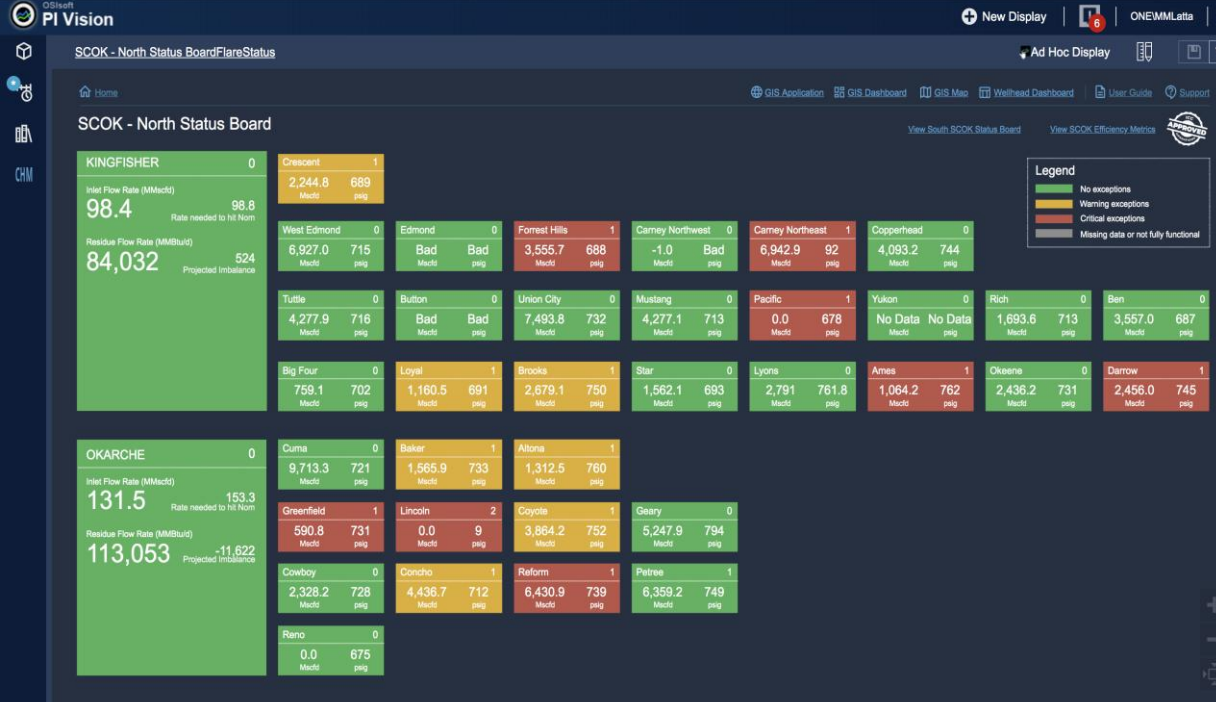 OSIsoft
PI Vision
New Display
6
ONE\MMLatta
SCOK - North Status BoardFlareStatus
Ad Hoc Display
CHM
Home
GIS Application
GIS Dashboard
GIS Map
Wellhead Dashboard
User Guide
Support
SCOK - North Status Board
View South SCOK Status Board
View SCOK Efficiency Metrics
APPROVED
Legend
No exceptions
Warning exceptions
Critical exceptions
Missing data or not fully functional
KINGFISHER 0
Inlet Flow Rate (MMscfd)
98.4
98.8
Rate needed to hit Nom
Residue Flow Rate (MMBtu/d)
84,032
524
Projected Imbalance
Crescent 1
2,244.8 689
Mscfd psig
West Edmond 0
6,927.0 715
Mscfd psig
Edmond 0
Bad Bad
Mscfd psig
Forrest Hills 1
3,555.7 688
Mscfd psig
Carney Northwest 0
-1.0 Bad
Mscfd psig
Carney Northeast 1
6,942.9 92
Mscfd psig
Copperhead 0
4,093.2 744
Mscfd psig
Tuttle 0
4,277.9 716
Mscfd psig
Button 0
Bad Bad
Mscfd psig
Union City 0
7,493.8 732
Mscfd psig
Mustang 0
4,277.1 713
Mscfd psig
Pacific 1
0.0 678
Mscfd psig
Yukon 0
No Data No Data
Mscfd psig
Rich 0
1,693.6 713
Mscfd psig
Ben 0
3,557.0 687
Mscfd psig
Big Four 0
759.1 702
Mscfd psig
Loyal 1
1,160.5 691
Mscfd psig
Brooks 1
2,679.1 750
Mscfd psig
Star 0
1,562.1 693
Mscfd psig
Lyons 0
2,791 761.8
Mscfd psig
Ames 1
1,064.2 762
Mscfd psig
Okeene 0
2,436.2 731
Mscfd psig
Darrow 1
2,456.0 745
Mscfd psig
OKARCHE 0
Inlet Flow Rate (MMscfd)
131.5
153.3
Rate needed to hit Nom
Residue Flow Rate (MMBtu/d)
113,053
-11,622
Projected Imbalance
Cuma 0
9,713.3 721
Mscfd psig
Baker 1
1,565.9 733
Mscfd psig
Altona 1
1,312.5 760
Mscfd psig
Greenfield 1
590.8 731
Mscfd psig
Lincoln 2
0.0 9
Mscfd psig
Coyote 1
3,864.2 752
Mscfd psig
Geary 0
5,247.9 794
Mscfd psig
Cowboy 0
2,328.2 728
Mscfd psig
Concho 1
4,436.7 712
Mscfd psig
Reform 1
6,430.9 739
Mscfd psig
Petree 1
6,359.2 749
Mscfd psig
Reno 0
0.0 675
Mscfd psig